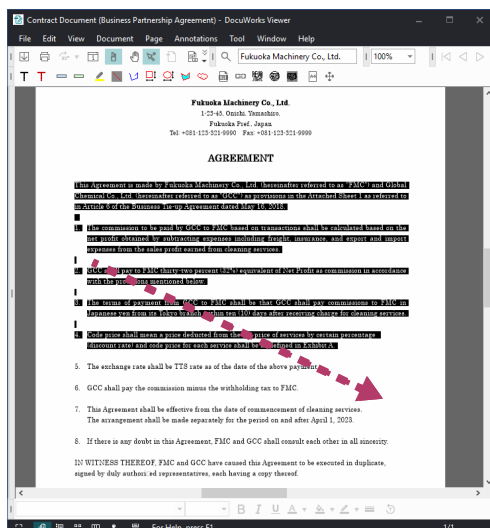 Contract Document (Business Partnership Agreement) - DocuWorks Viewer
File Edit View Document Page Annotations Tool Window Help
Fukuoka Machinery Co., Ltd. 100%
T T
Fukuoka Machinery Co., Ltd.
1-23-45, Onishi, Yamashiro,
Fukuoka Pref., Japan
Tel: +081-123-321-9990 Fax: +081-123-321-9999
AGREEMENT
This Agreement is made by Fukuoka Machinery Co., Ltd. (hereinafter referred to as "FMC") and Global
Chemical Co., Ltd. (hereinafter referred to as "GCC") as provisions in the Attached Sheet 1 as referred to
in Article 6 of the Business Tie-up Agreement dated May 16, 2018.
1. The commission to be paid by GCC to FMC based on transactions shall be calculated based on the
net profit obtained by subtracting expenses including freight, insurance, and export and import
expenses from the sales profit earned from cleaning services.
2. GCC shall pay to FMC thirty-two percent (32%) equivalent of Net Profit as commission in accordance
with the provisions mentioned below.
3. The terms of payment from GCC to FMC shall be that GCC shall pay commissions to FMC in
Japanese yen from its Tokyo branch within ten (10) days after receiving charge for cleaning services.
4. Code price shall mean a price deducted from the price of services by certain percentage
(discount rate) and code price for each service shall be defined in Exhibit A.
5. The exchange rate shall be TTS rate as of the date of the above payment.
6. GCC shall pay the commission minus the withholding tax to FMC.
7. This Agreement shall be effective from the date of commencement of cleaning services.
The arrangement shall be made separately for the period on and after April 1, 2023.
8. If there is any doubt in this Agreement, FMC and GCC shall consult each other in all sincerity.
IN WITNESS THEREOF, FMC and GCC have caused this Agreement to be executed in duplicate,
signed by duly authorized representatives, each having a copy thereof.
B I U A
For Help, press F1 1/1